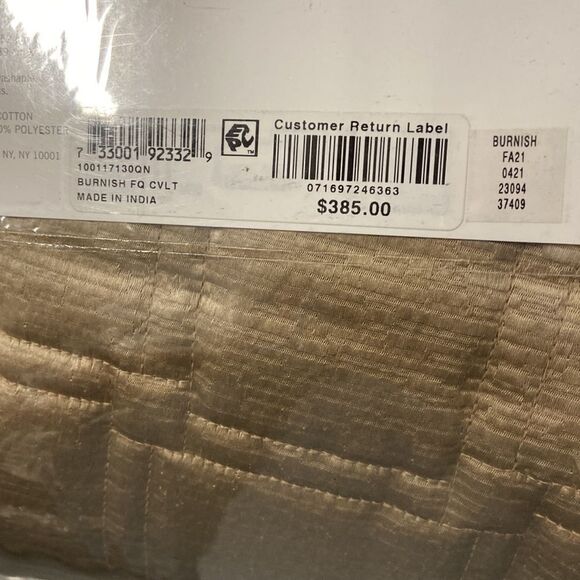 COTTON
0% POLYESTER
NY, NY 10001
7 33001 92332 9
100117130QN
BURNISH FQ CVLT
MADE IN INDIA
Customer Return Label
TM
071697246363
$385.00
BURNISH
FA21
0421
23094
37409